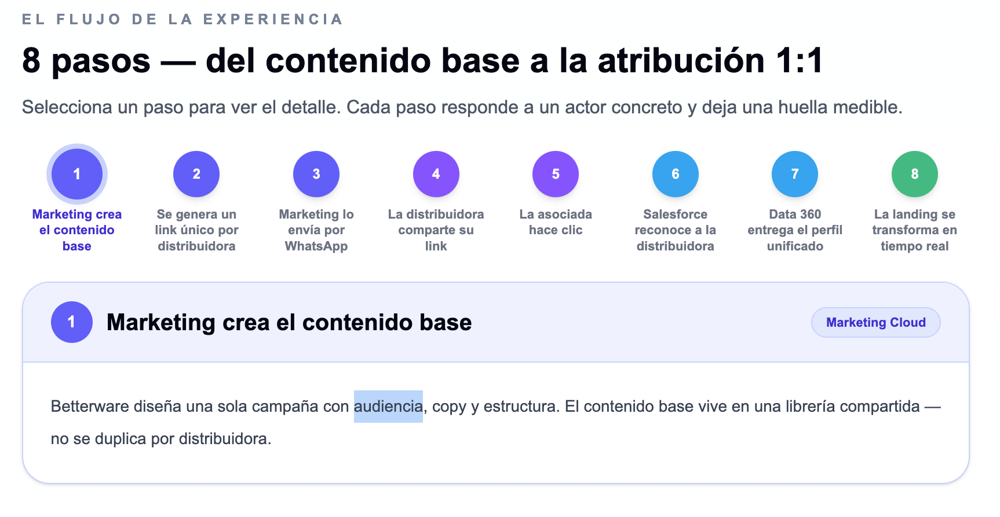 EL FLUJO DE LA EXPERIENCIA
8 pasos — del contenido base a la atribución 1:1
Selecciona un paso para ver el detalle. Cada paso responde a un actor concreto y deja una huella medible.
1
Marketing crea
el contenido
base
2
Se genera un
link único por
distribuidora
3
Marketing lo
envía por
WhatsApp
4
La distribuidora
comparte su
link
5
La asociada
hace clic
6
Salesforce
reconoce a la
distribuidora
7
Data 360
entrega el perfil
unificado
8
La landing se
transforma en
tiempo real
1
Marketing crea el contenido base
Marketing Cloud
Betterware diseña una sola campaña con audiencia, copy y estructura. El contenido base vive en una librería compartida —
no se duplica por distribuidora.